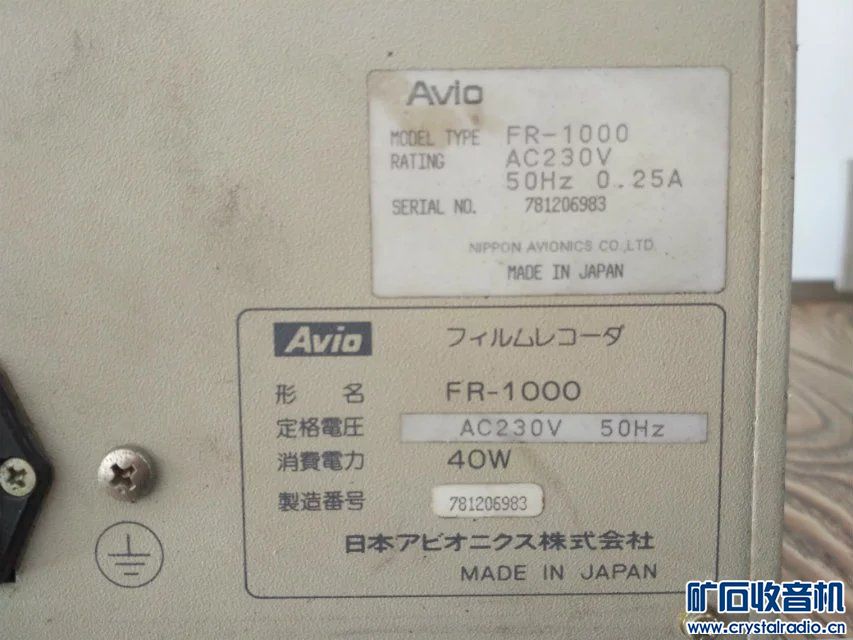 Avio
MODEL TYPE FR-1000
RATING AC230V
50Hz 0.25A
SERIAL NO. 781206983
NIPPON AVIONICS CO.,LTD.
MADE IN JAPAN
Avio フィルムレコーダ
形 名 FR-1000
定格電圧 AC230V 50Hz
消費電力 40W
製造番号 781206983
日本アビオニクス株式会社
MADE IN JAPAN
矿石收音机
www.crystalradio.cn